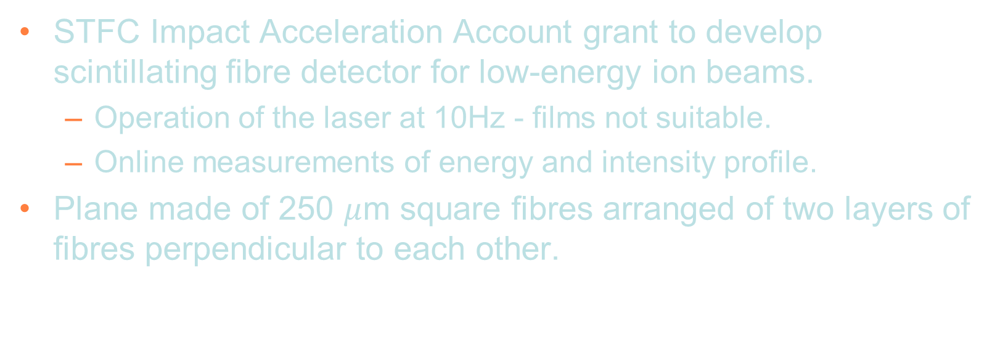 • STFC Impact Acceleration Account grant to develop
scintillating fibre detector for low-energy ion beams.
– Operation of the laser at 10Hz - films not suitable.
– Online measurements of energy and intensity profile.
• Plane made of 250 𝜇m square fibres arranged of two layers of
fibres perpendicular to each other.